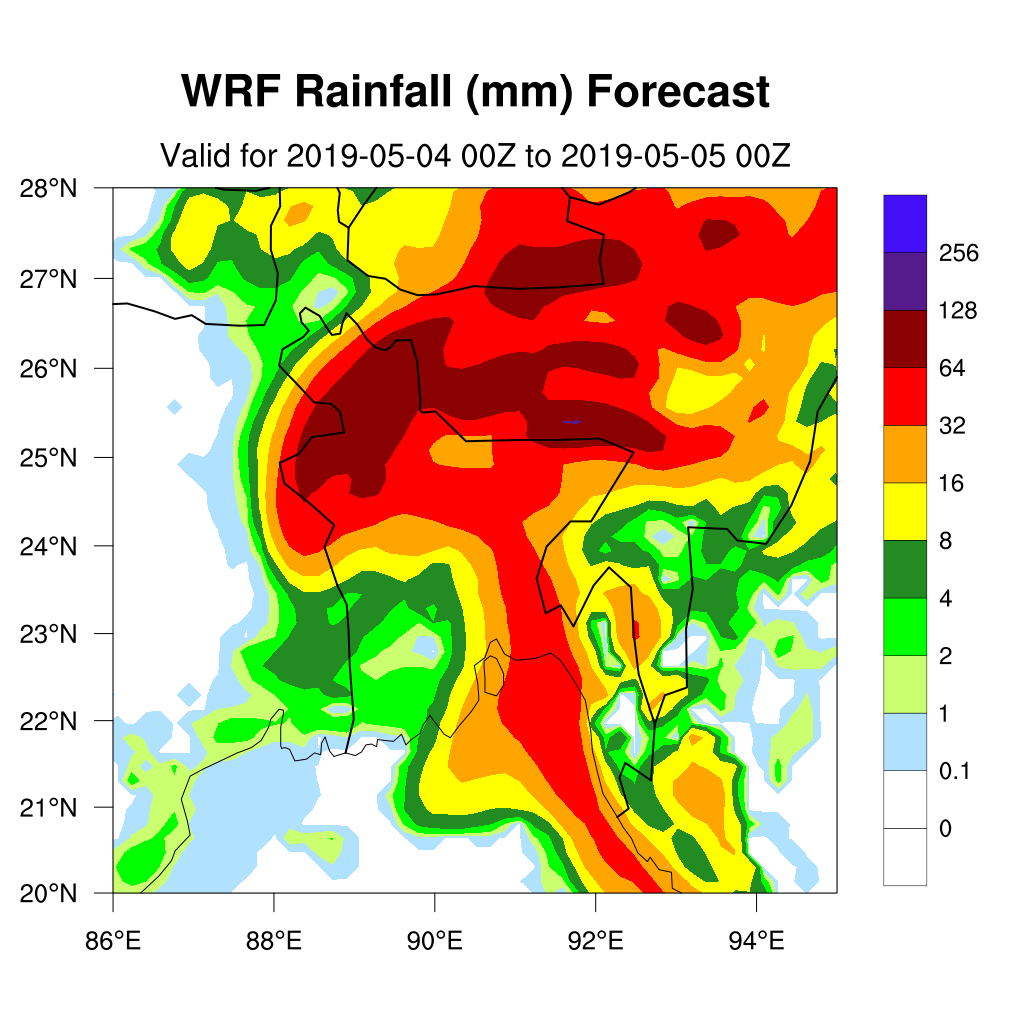 WRF Rainfall (mm) Forecast
Valid for 2019-05-04 00Z to 2019-05-05 00Z
28°N
27°N
26°N
25°N
24°N
23°N
22°N
21°N
20°N
86°E 88°E 90°E 92°E 94°E
256
128
64
32
16
8
4
2
1
0.1
0